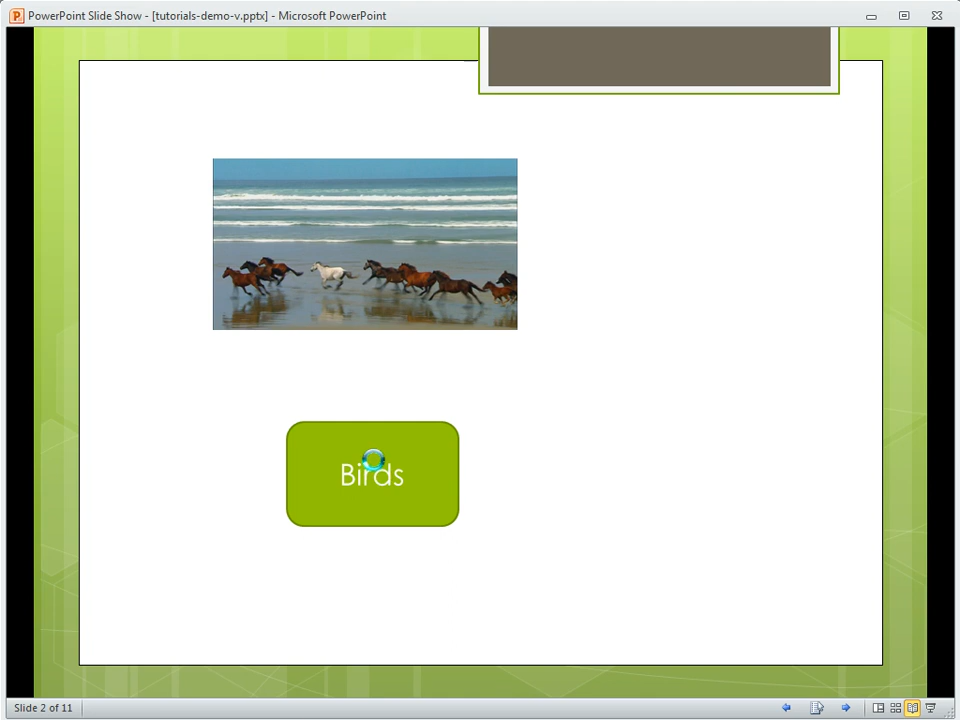 PowerPoint Slide Show - [tutorials-demo-v.pptx] - Microsoft PowerPoint
Birds
Slide 2 of 11